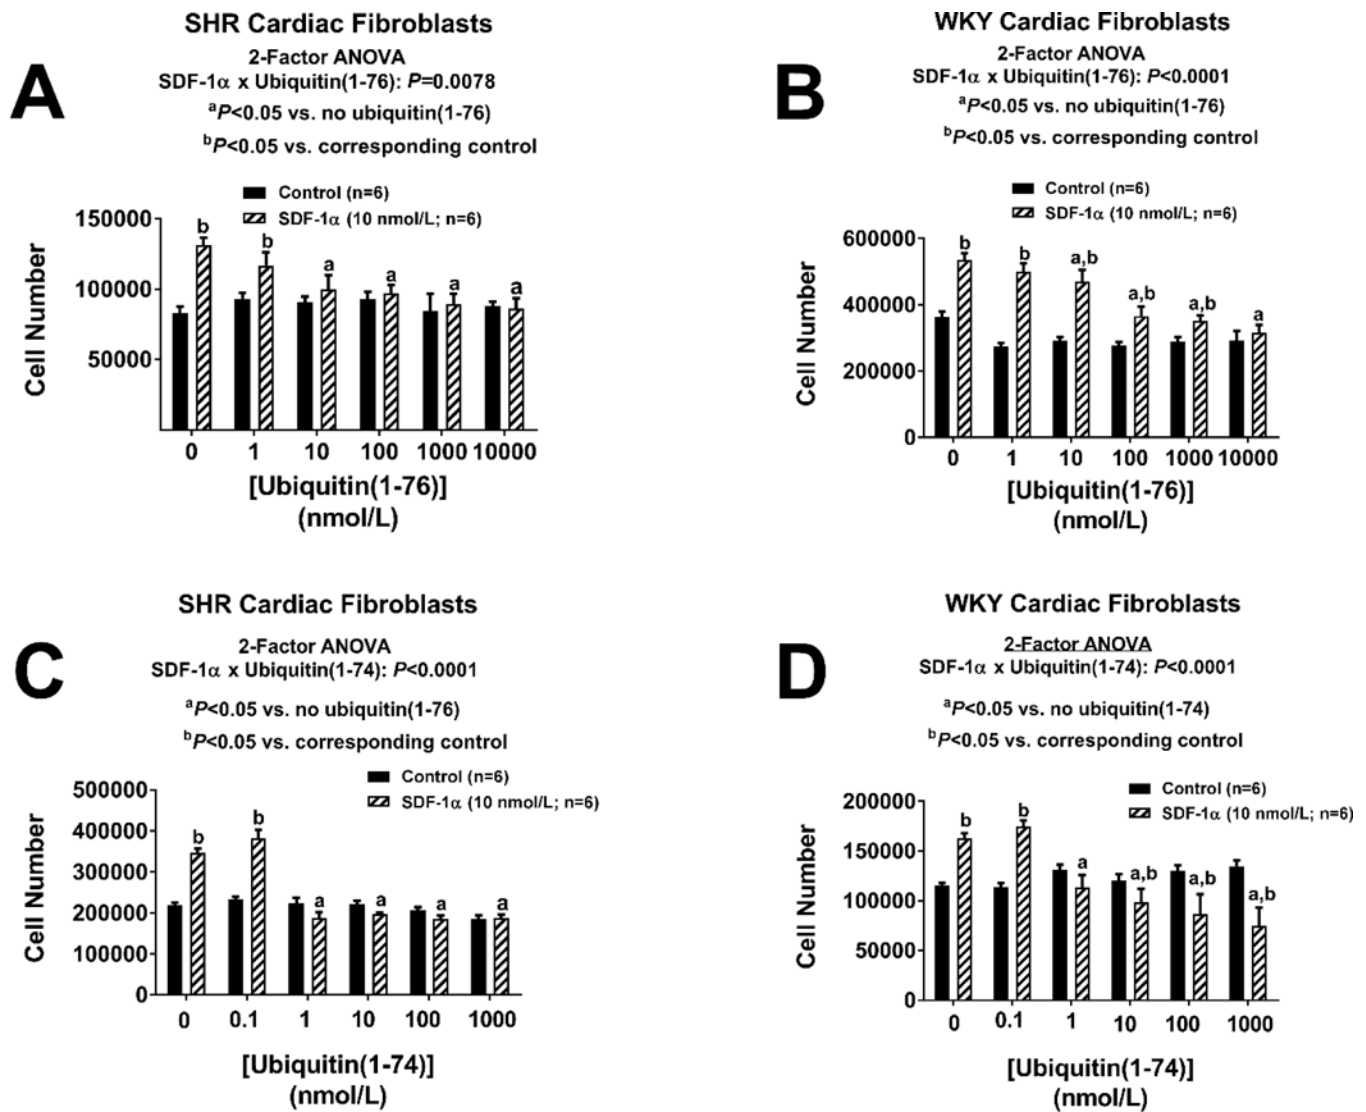 A
SHR Cardiac Fibroblasts
2-Factor ANOVA
SDF-1α x Ubiquitin(1-76): P=0.0078
aP<0.05 vs. no ubiquitin(1-76)
bP<0.05 vs. corresponding control
Control (n=6)
SDF-1α (10 nmol/L; n=6)
Cell Number
150000
100000
50000
b
b
a
a
a
a
0 1 10 100 1000 10000
[Ubiquitin(1-76)]
(nmol/L)
B
WKY Cardiac Fibroblasts
2-Factor ANOVA
SDF-1α x Ubiquitin(1-76): P<0.0001
aP<0.05 vs. no ubiquitin(1-76)
bP<0.05 vs. corresponding control
Control (n=6)
SDF-1α (10 nmol/L; n=6)
Cell Number
600000
400000
200000
0
b
b
a,b
a,b
a,b
a
0 1 10 100 1000 10000
[Ubiquitin(1-76)]
(nmol/L)
C
SHR Cardiac Fibroblasts
2-Factor ANOVA
SDF-1α x Ubiquitin(1-74): P<0.0001
aP<0.05 vs. no ubiquitin(1-76)
bP<0.05 vs. corresponding control
Control (n=6)
SDF-1α (10 nmol/L; n=6)
Cell Number
500000
400000
300000
200000
100000
0
b
b
a
a
a
a
0 0.1 1 10 100 1000
[Ubiquitin(1-74)]
(nmol/L)
D
WKY Cardiac Fibroblasts
2-Factor ANOVA
SDF-1α x Ubiquitin(1-74): P<0.0001
aP<0.05 vs. no ubiquitin(1-74)
bP<0.05 vs. corresponding control
Control (n=6)
SDF-1α (10 nmol/L; n=6)
Cell Number
200000
150000
100000
50000
0
b
b
a
a,b
a,b
a,b
0 0.1 1 10 100 1000
[Ubiquitin(1-74)]
(nmol/L)